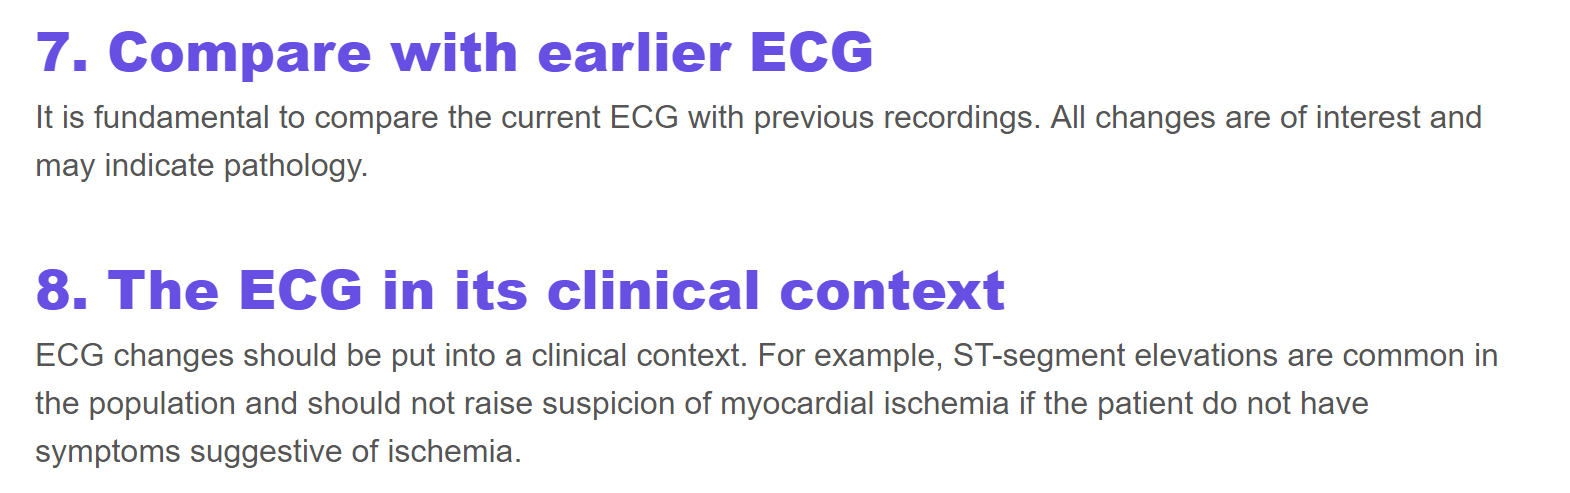 7. Compare with earlier ECG
It is fundamental to compare the current ECG with previous recordings. All changes are of interest and
may indicate pathology.
8. The ECG in its clinical context
ECG changes should be put into a clinical context. For example, ST-segment elevations are common in
the population and should not raise suspicion of myocardial ischemia if the patient do not have
symptoms suggestive of ischemia.